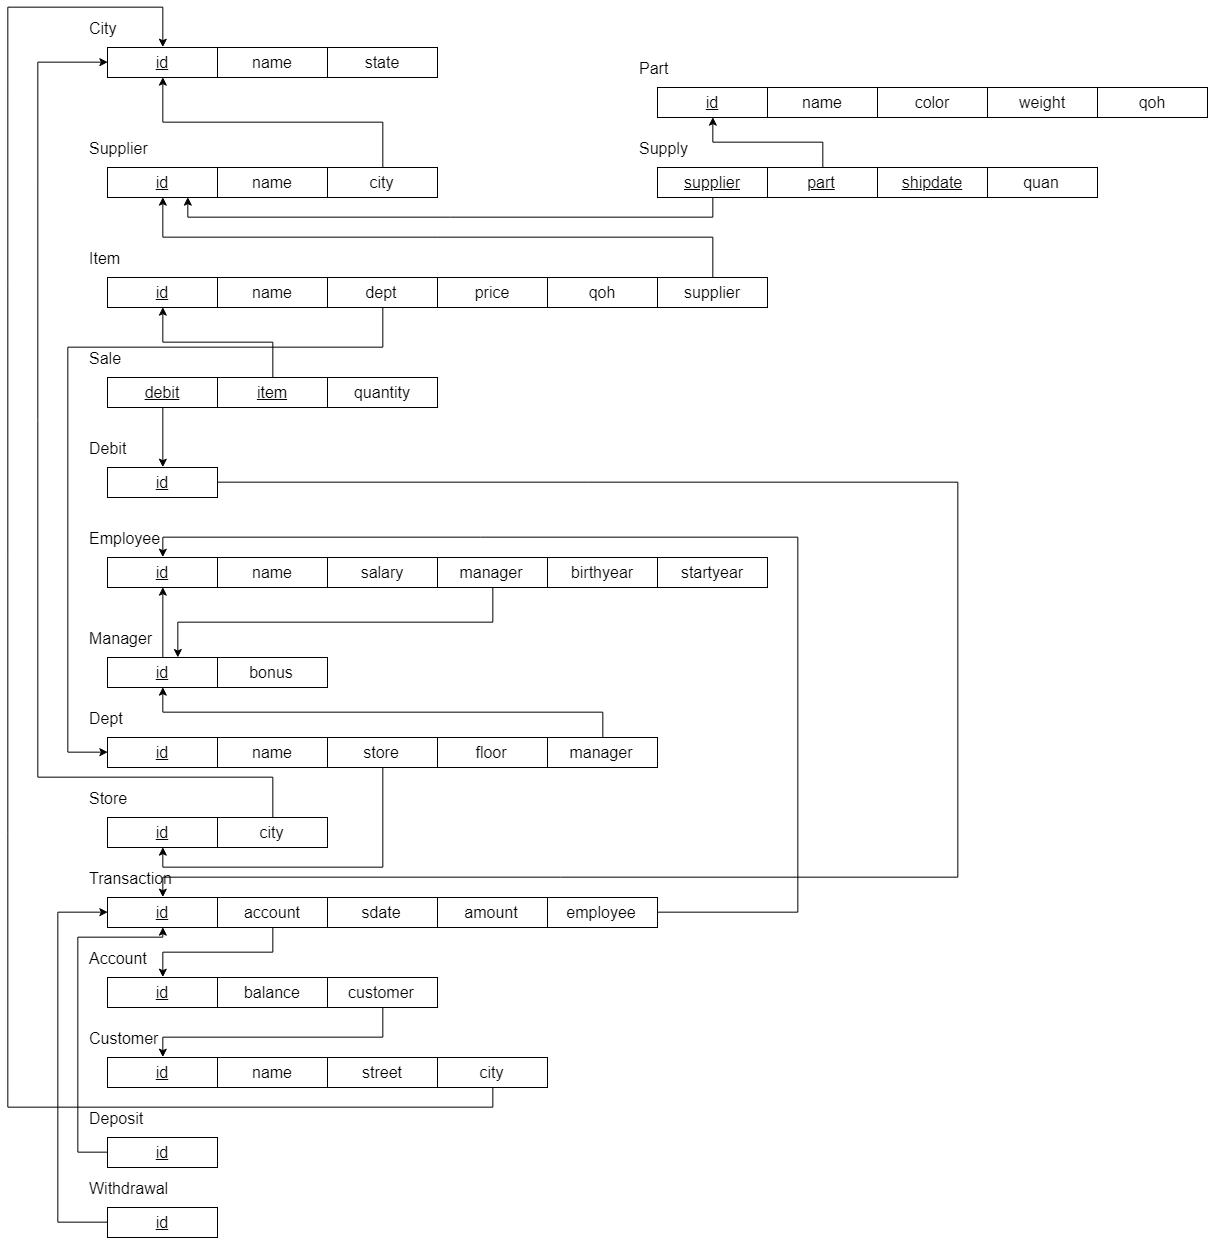 City
id name state
Part
id name color weight qoh
Supplier
id name city
Supply
supplier part shipdate quan
Item
id name dept price qoh supplier
Sale
debit item quantity
Debit
id
Employee
id name salary manager birthyear startyear
Manager
id bonus
Dept
id name store floor manager
Store
id city
Transaction
id account sdate amount employee
Account
id balance customer
Customer
id name street city
Deposit
id
Withdrawal
id